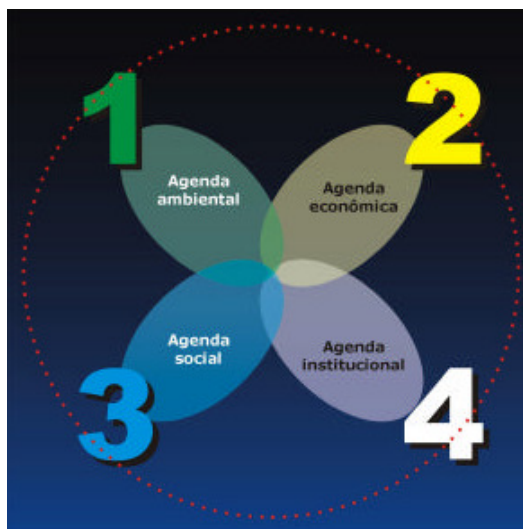 1
Agenda
ambiental
2
Agenda
econômica
3
Agenda
social
4
Agenda
institucional